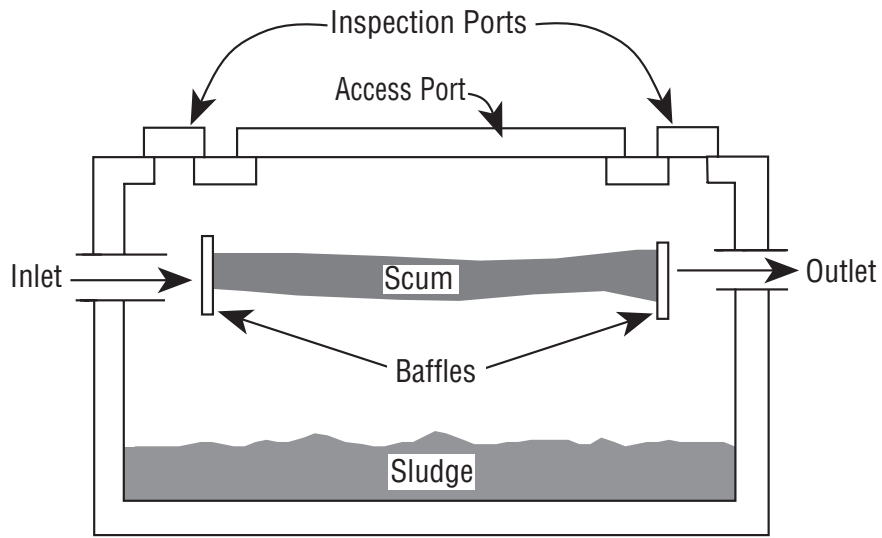 Inspection Ports
Access Port
Scum
Inlet
Outlet
Baffles
Sludge